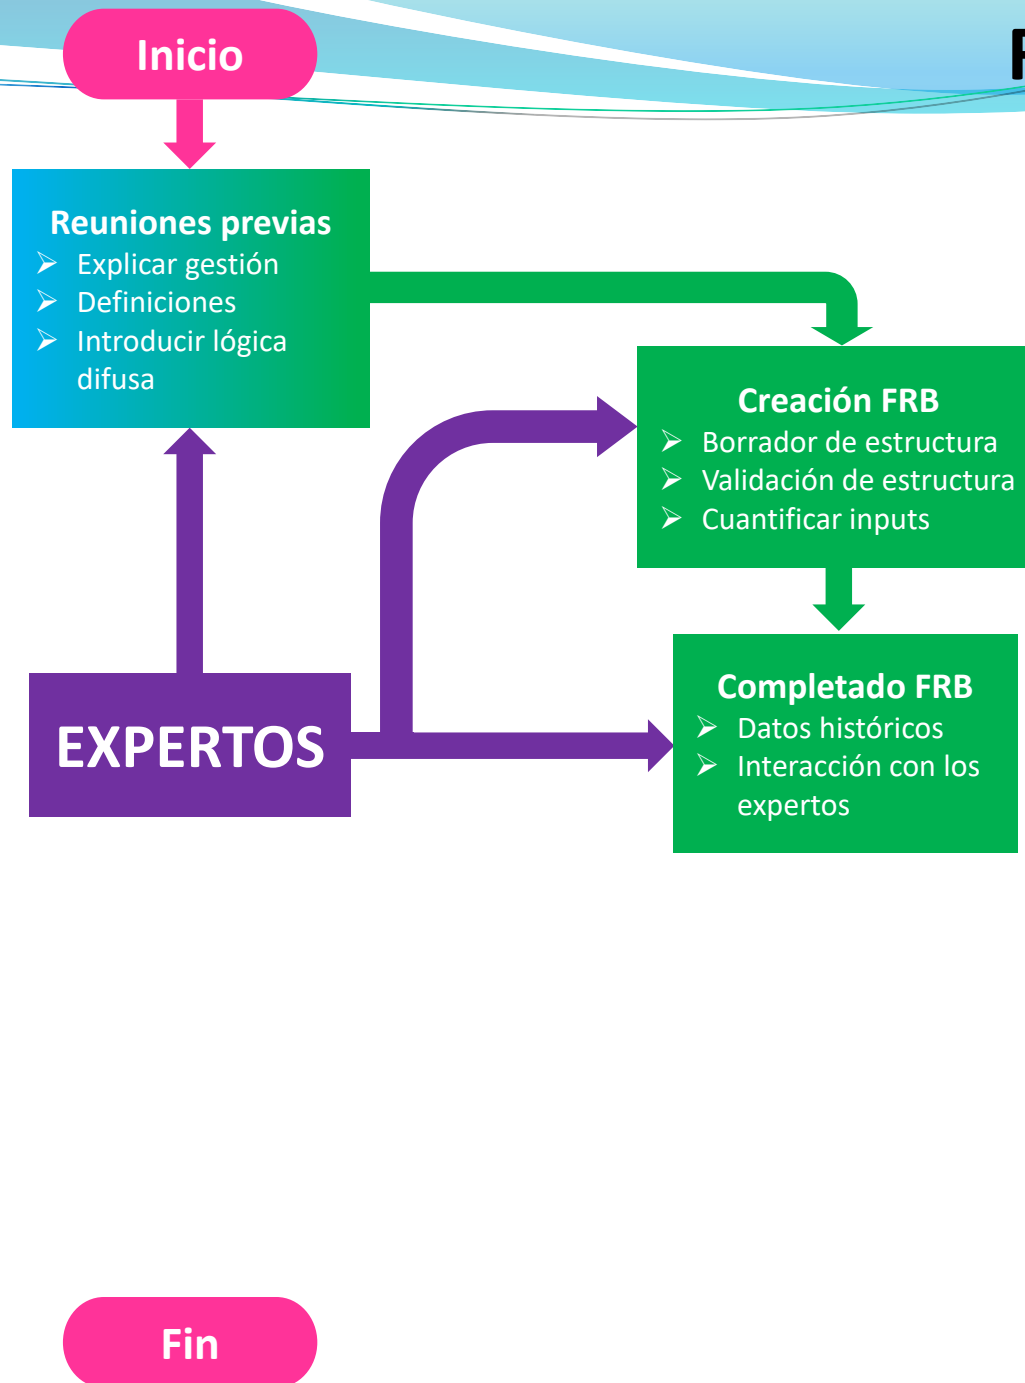 Inicio
Reuniones previas
➢ Explicar gestión
➢ Definiciones
➢ Introducir lógica
difusa
Creación FRB
➢ Borrador de estructura
➢ Validación de estructura
➢ Cuantificar inputs
EXPERTOS
Completado FRB
➢ Datos históricos
➢ Interacción con los
expertos
Fin